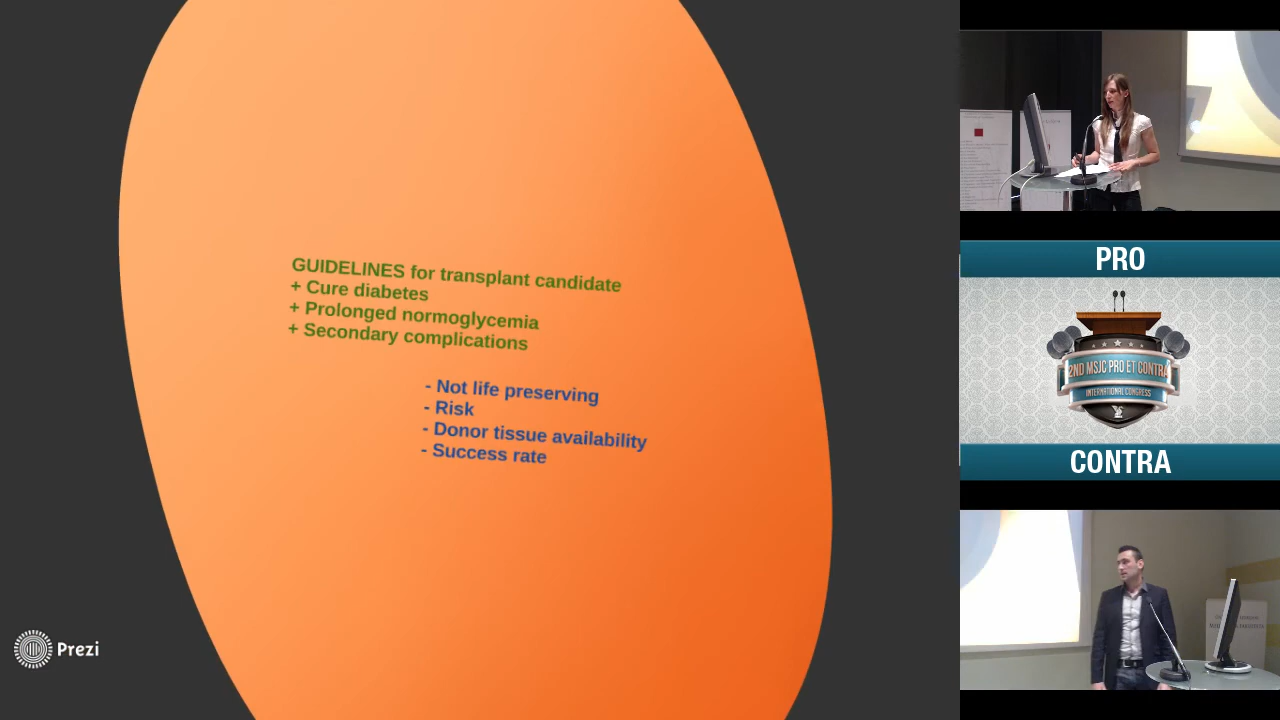 GUIDELINES for transplant candidate
+ Cure diabetes
+ Prolonged normoglycemia
+ Secondary complications
- Not life preserving
- Risk
- Donor tissue availability
- Success rate
Prezi
PRO
2ND MSJC PRO ET CONTRA
INTERNATIONAL CONGRESS
CONTRA